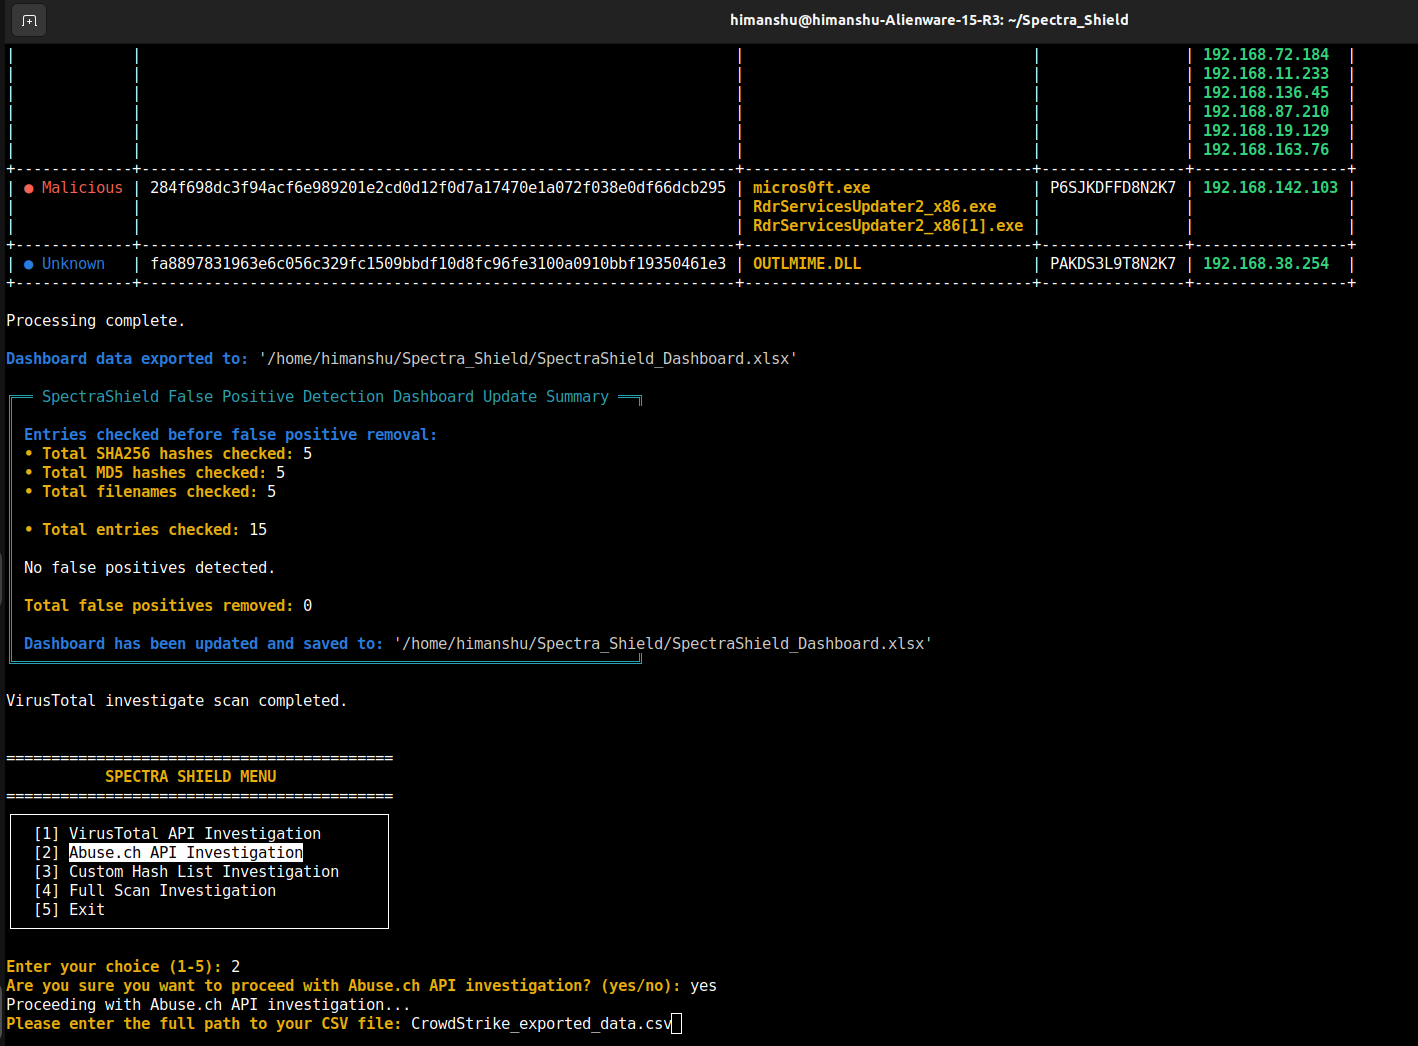 himanshu@himanshu-Alienware-15-R3: ~/Spectra_Shield
|             |                                                                  |                                |               | 192.168.72.184  |
|             |                                                                  |                                |               | 192.168.11.233  |
|             |                                                                  |                                |               | 192.168.136.45  |
|             |                                                                  |                                |               | 192.168.87.210  |
|             |                                                                  |                                |               | 192.168.19.129  |
|             |                                                                  |                                |               | 192.168.163.76  |
+-------------+------------------------------------------------------------------+--------------------------------+----------------+-----------------+
| ● Malicious | 284f698dc3f94acf6e989201e2cd0d12f0d7a17470e1a072f038e0df66dcb295 | micros0ft.exe                  | P6SJKDFFD8N2K7 | 192.168.142.103 |
|             |                                                                  | RdrServicesUpdater2_x86.exe    |                |                 |
|             |                                                                  | RdrServicesUpdater2_x86[1].exe |                |                 |
+-------------+------------------------------------------------------------------+--------------------------------+----------------+-----------------+
| ● Unknown   | fa8897831963e6c056c329fc1509bbdf10d8fc96fe3100a0910bbf19350461e3 | OUTLMIME.DLL                   | PAKDS3L9T8N2K7 | 192.168.38.254  |
+-------------+------------------------------------------------------------------+--------------------------------+----------------+-----------------+
Processing complete.
Dashboard data exported to: '/home/himanshu/Spectra_Shield/SpectraShield_Dashboard.xlsx'
SpectraShield False Positive Detection Dashboard Update Summary
Entries checked before false positive removal:
• Total SHA256 hashes checked: 5
• Total MD5 hashes checked: 5
• Total filenames checked: 5
• Total entries checked: 15
No false positives detected.
Total false positives removed: 0
Dashboard has been updated and saved to: '/home/himanshu/Spectra_Shield/SpectraShield_Dashboard.xlsx'
VirusTotal investigate scan completed.
===========================================
SPECTRA SHIELD MENU
===========================================
[1] VirusTotal API Investigation
[2] Abuse.ch API Investigation
[3] Custom Hash List Investigation
[4] Full Scan Investigation
[5] Exit
Enter your choice (1-5): 2
Are you sure you want to proceed with Abuse.ch API investigation? (yes/no): yes
Proceeding with Abuse.ch API investigation...
Please enter the full path to your CSV file: CrowdStrike_exported_data.csv